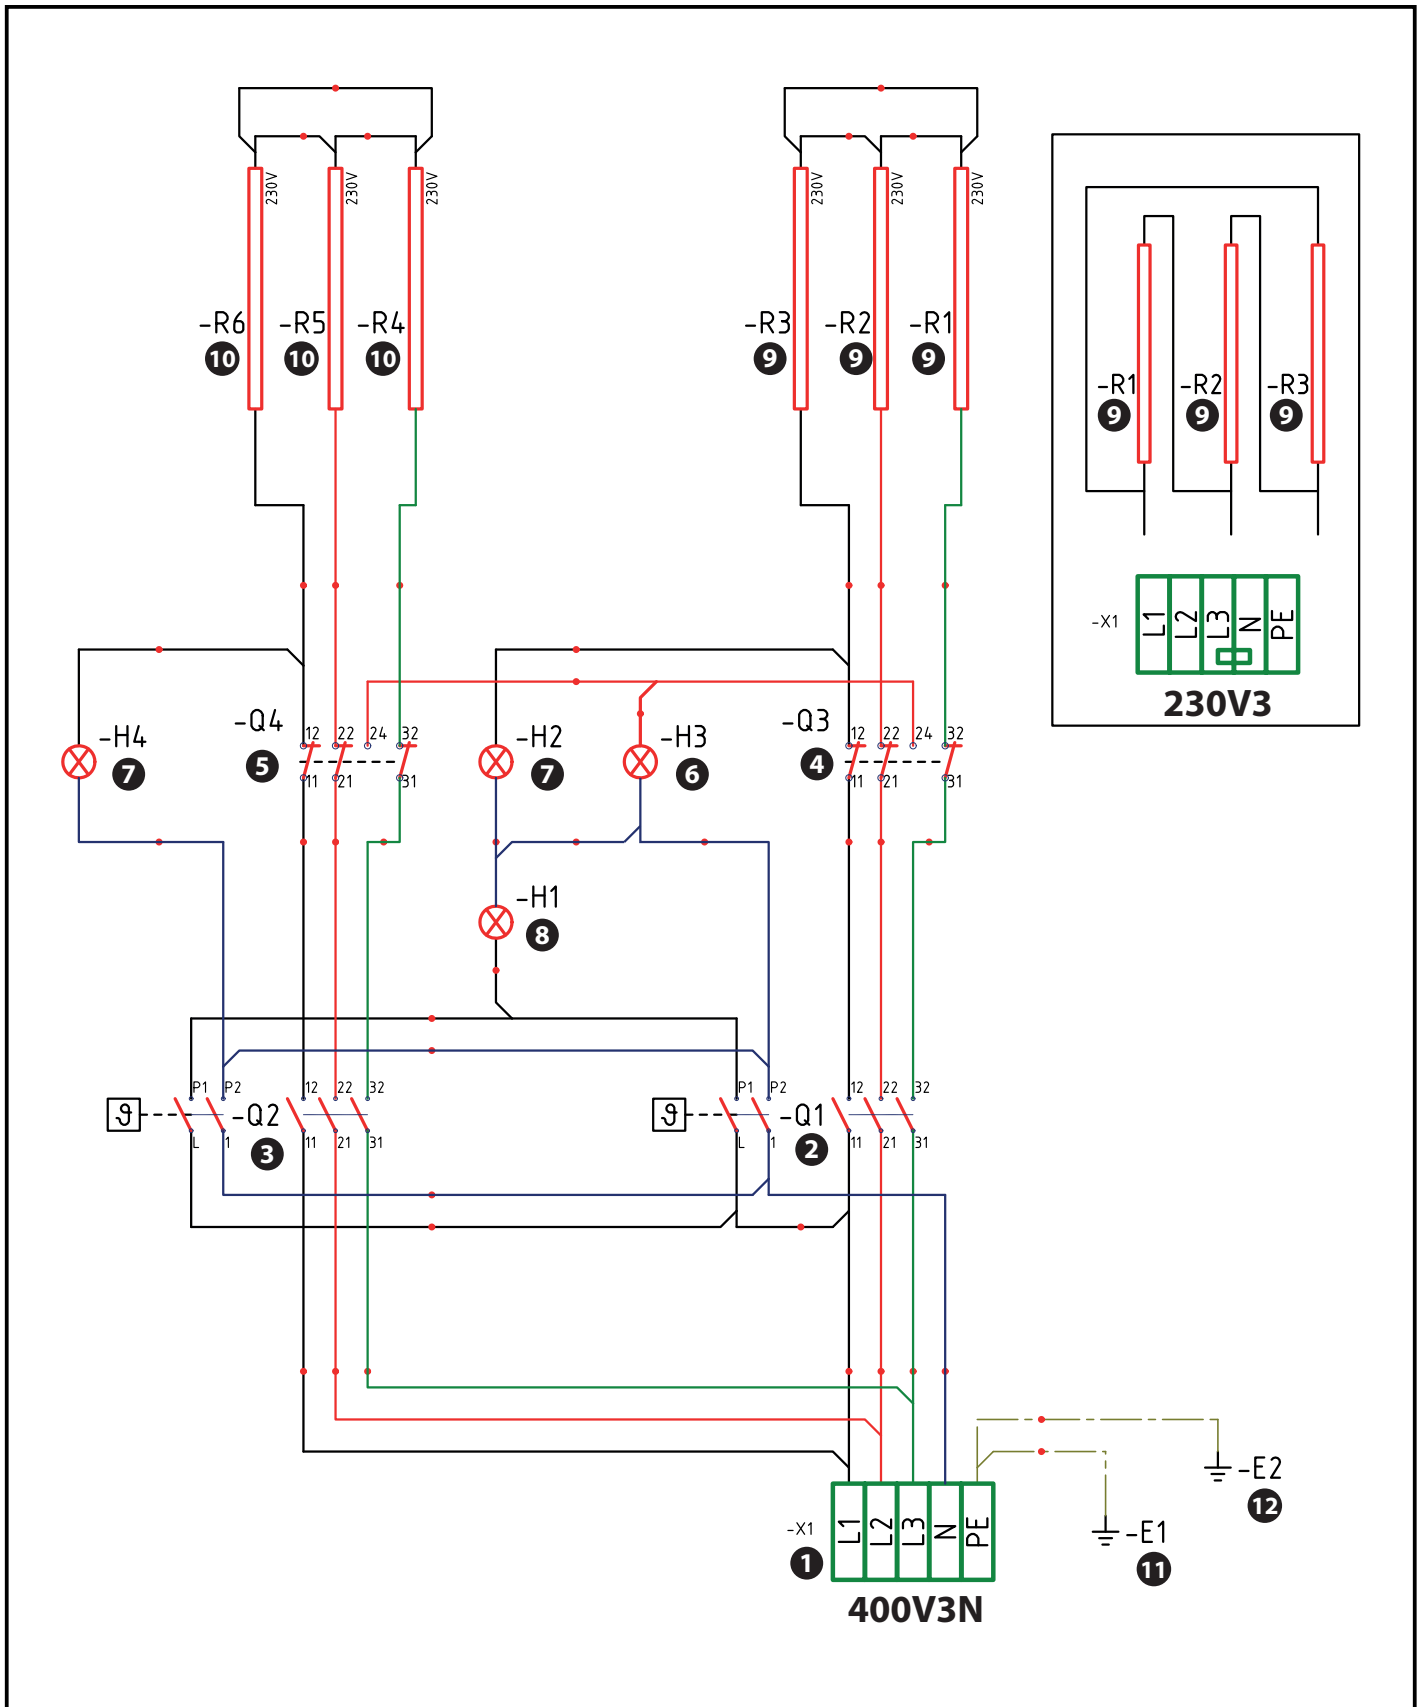 230V 230V 230V 230V 230V 230V
-R6 -R5 -R4 -R3 -R2 -R1
10 10 10 9 9 9
-R1 -R2 -R3
9 9 9
-X1 L1 L2 L3 N PE
230V3
-H4 -Q4 12 22 24 32 -H2 -H3 -Q3 12 22 24 32
7 5 11 21 31 7 6 4 11 21 31
-H1
8
P1 P2 12 22 32 P1 P2 12 22 32
ϑ -Q2 ϑ -Q1
L 1 3 11 21 31 L 1 2 11 21 31
-E2
12
-X1 L1 L2 L3 N PE -E1
1 11
400V3N